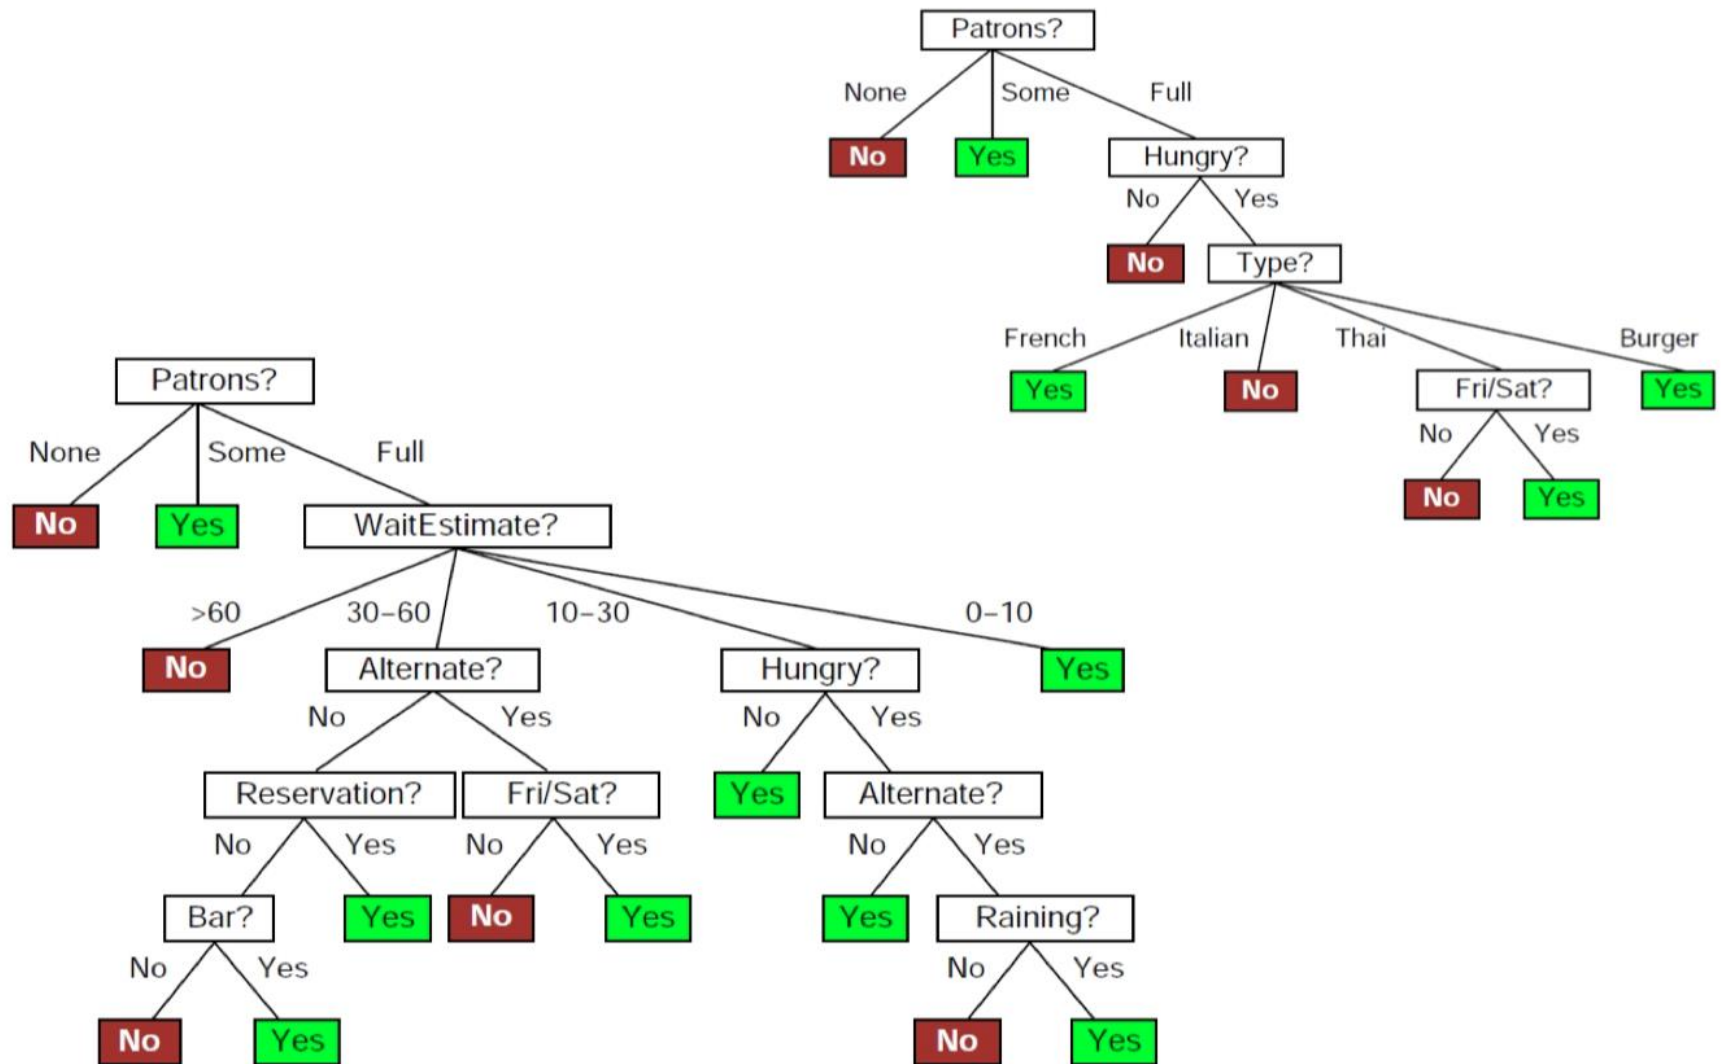 Patrons?
None Some Full
No Yes Hungry?
No Yes
No Type?
French Italian Thai Burger
Yes No Fri/Sat? Yes
No Yes
No Yes
Patrons?
None Some Full
No Yes WaitEstimate?
>60 30–60 10–30 0–10
No Alternate? Hungry? Yes
No Yes No Yes
Reservation? Fri/Sat? Yes Alternate?
No Yes No Yes No Yes
Bar? Yes No Yes Yes Raining?
No Yes No Yes
No Yes No Yes